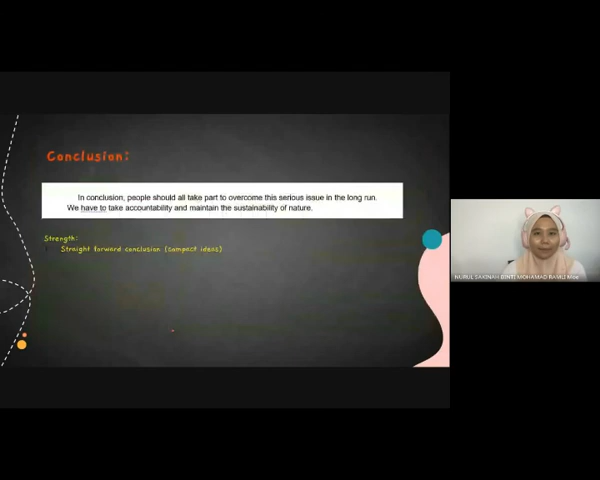 Conclusion:
In conclusion, people should all take part to overcome this serious issue in the long run.
We have to take accountability and maintain the sustainability of nature.
Strength:
Straight forward conclusion (compact ideas)
NURUL SAKINAH BINTI MOHAMAD RAMLI